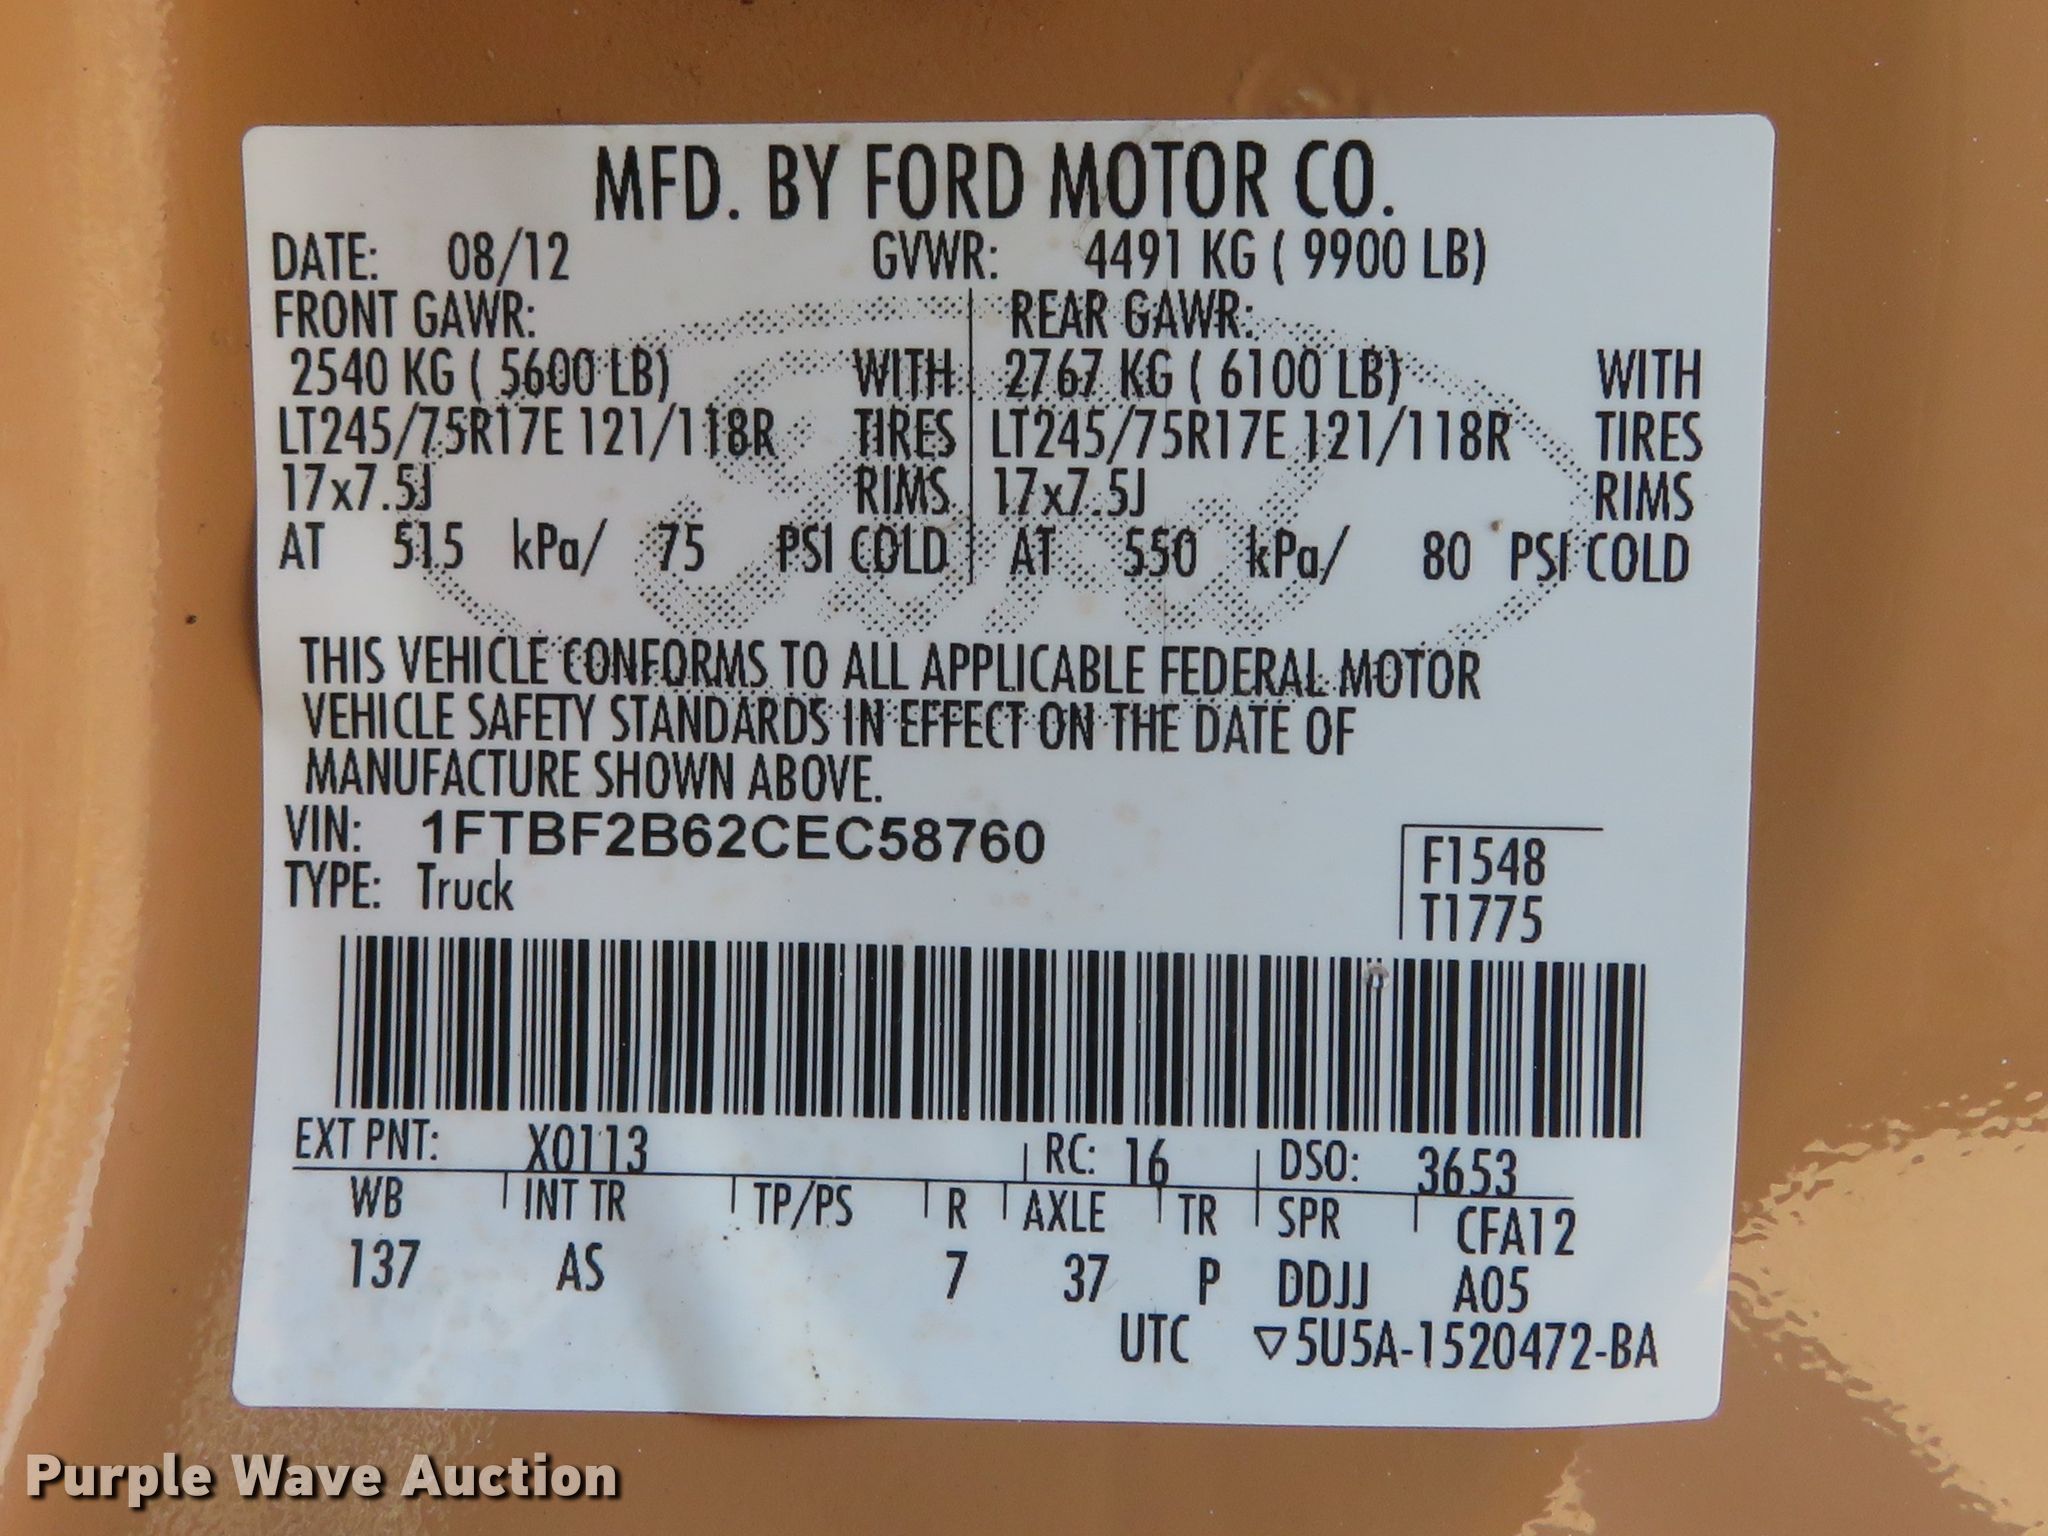 MFD. BY FORD MOTOR CO.
DATE: 08/12 GVWR: 4491 KG ( 9900 LB)
FRONT GAWR: REAR GAWR:
2540 KG ( 5600 LB) WITH 2767 KG ( 6100 LB) WITH
LT245/75R17E 121/118R TIRES LT245/75R17E 121/118R TIRES
17x7.5J RIMS 17x7.5J RIMS
AT 515 kPa/ 75 PSI COLD AT 550 kPa/ 80 PSI COLD
THIS VEHICLE CONFORMS TO ALL APPLICABLE FEDERAL MOTOR
VEHICLE SAFETY STANDARDS IN EFFECT ON THE DATE OF
MANUFACTURE SHOWN ABOVE.
VIN: 1FTBF2B62CEC58760
TYPE: Truck
F1548
T1775
EXT PNT: X0113 RC: 16 DSO: 3653
WB INT TR TP/PS R AXLE TR SPR CFA12
137 AS 7 37 P DDJJ A05
UTC ▽5U5A-1520472-BA
Purple Wave Auction